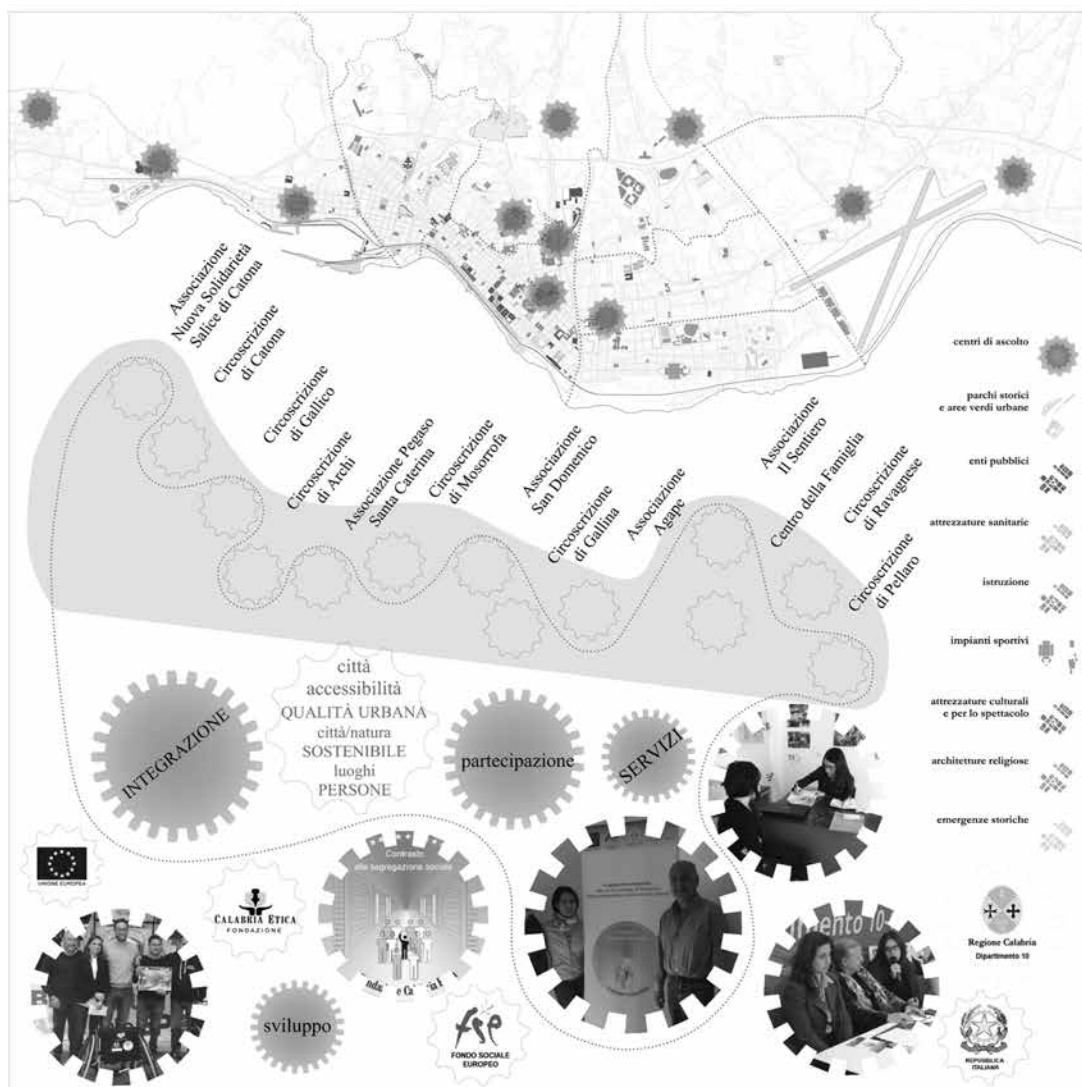 Associazione
Nuova Solidarietà
Salice di Catona
Circoscrizione
di Catona
Circoscrizione
di Gallico
Circoscrizione
di Archi
Associazione Pegaso
Santa Caterina
Circoscrizione
di Mosorrofa
Associazione
San Domenico
Circoscrizione
di Gallina
Associazione
Agape
Associazione
Il Sentiero
Centro della Famiglia
Circoscrizione
di Ravagnese
Circoscrizione
di Pellaro
centri di ascolto
parchi storici
e aree verdi urbane
enti pubblici
attrezzature sanitarie
istruzione
impianti sportivi
attrezzature culturali
e per lo spettacolo
architetture religiose
emergenze storiche
INTEGRAZIONE
città
accessibilità
QUALITÀ URBANA
città/natura
SOSTENIBILE
luoghi
PERSONE
partecipazione
SERVIZI
UNIONE EUROPEA
CALABRIA ETICA
FONDAZIONE
Contrasto
alla segregazione sociale
sviluppo
fse
FONDO SOCIALE
EUROPEO
mento 10
Regione Calabria
Dipartimento 10
REPUBBLICA
ITALIANA